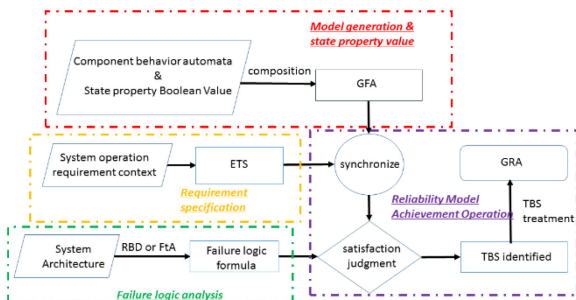 Model generation &
state property value
Component behavior automata
&
State property Boolean Value
composition
GFA
System operation
requirement context
ETS
synchronize
GRA
Requirement
specification
Reliability Model
Achievement Operation
TBS
treatment
System
Architecture
RBD or FtA
Failure logic
formula
satisfaction
judgment
TBS identified
Failure logic analysis